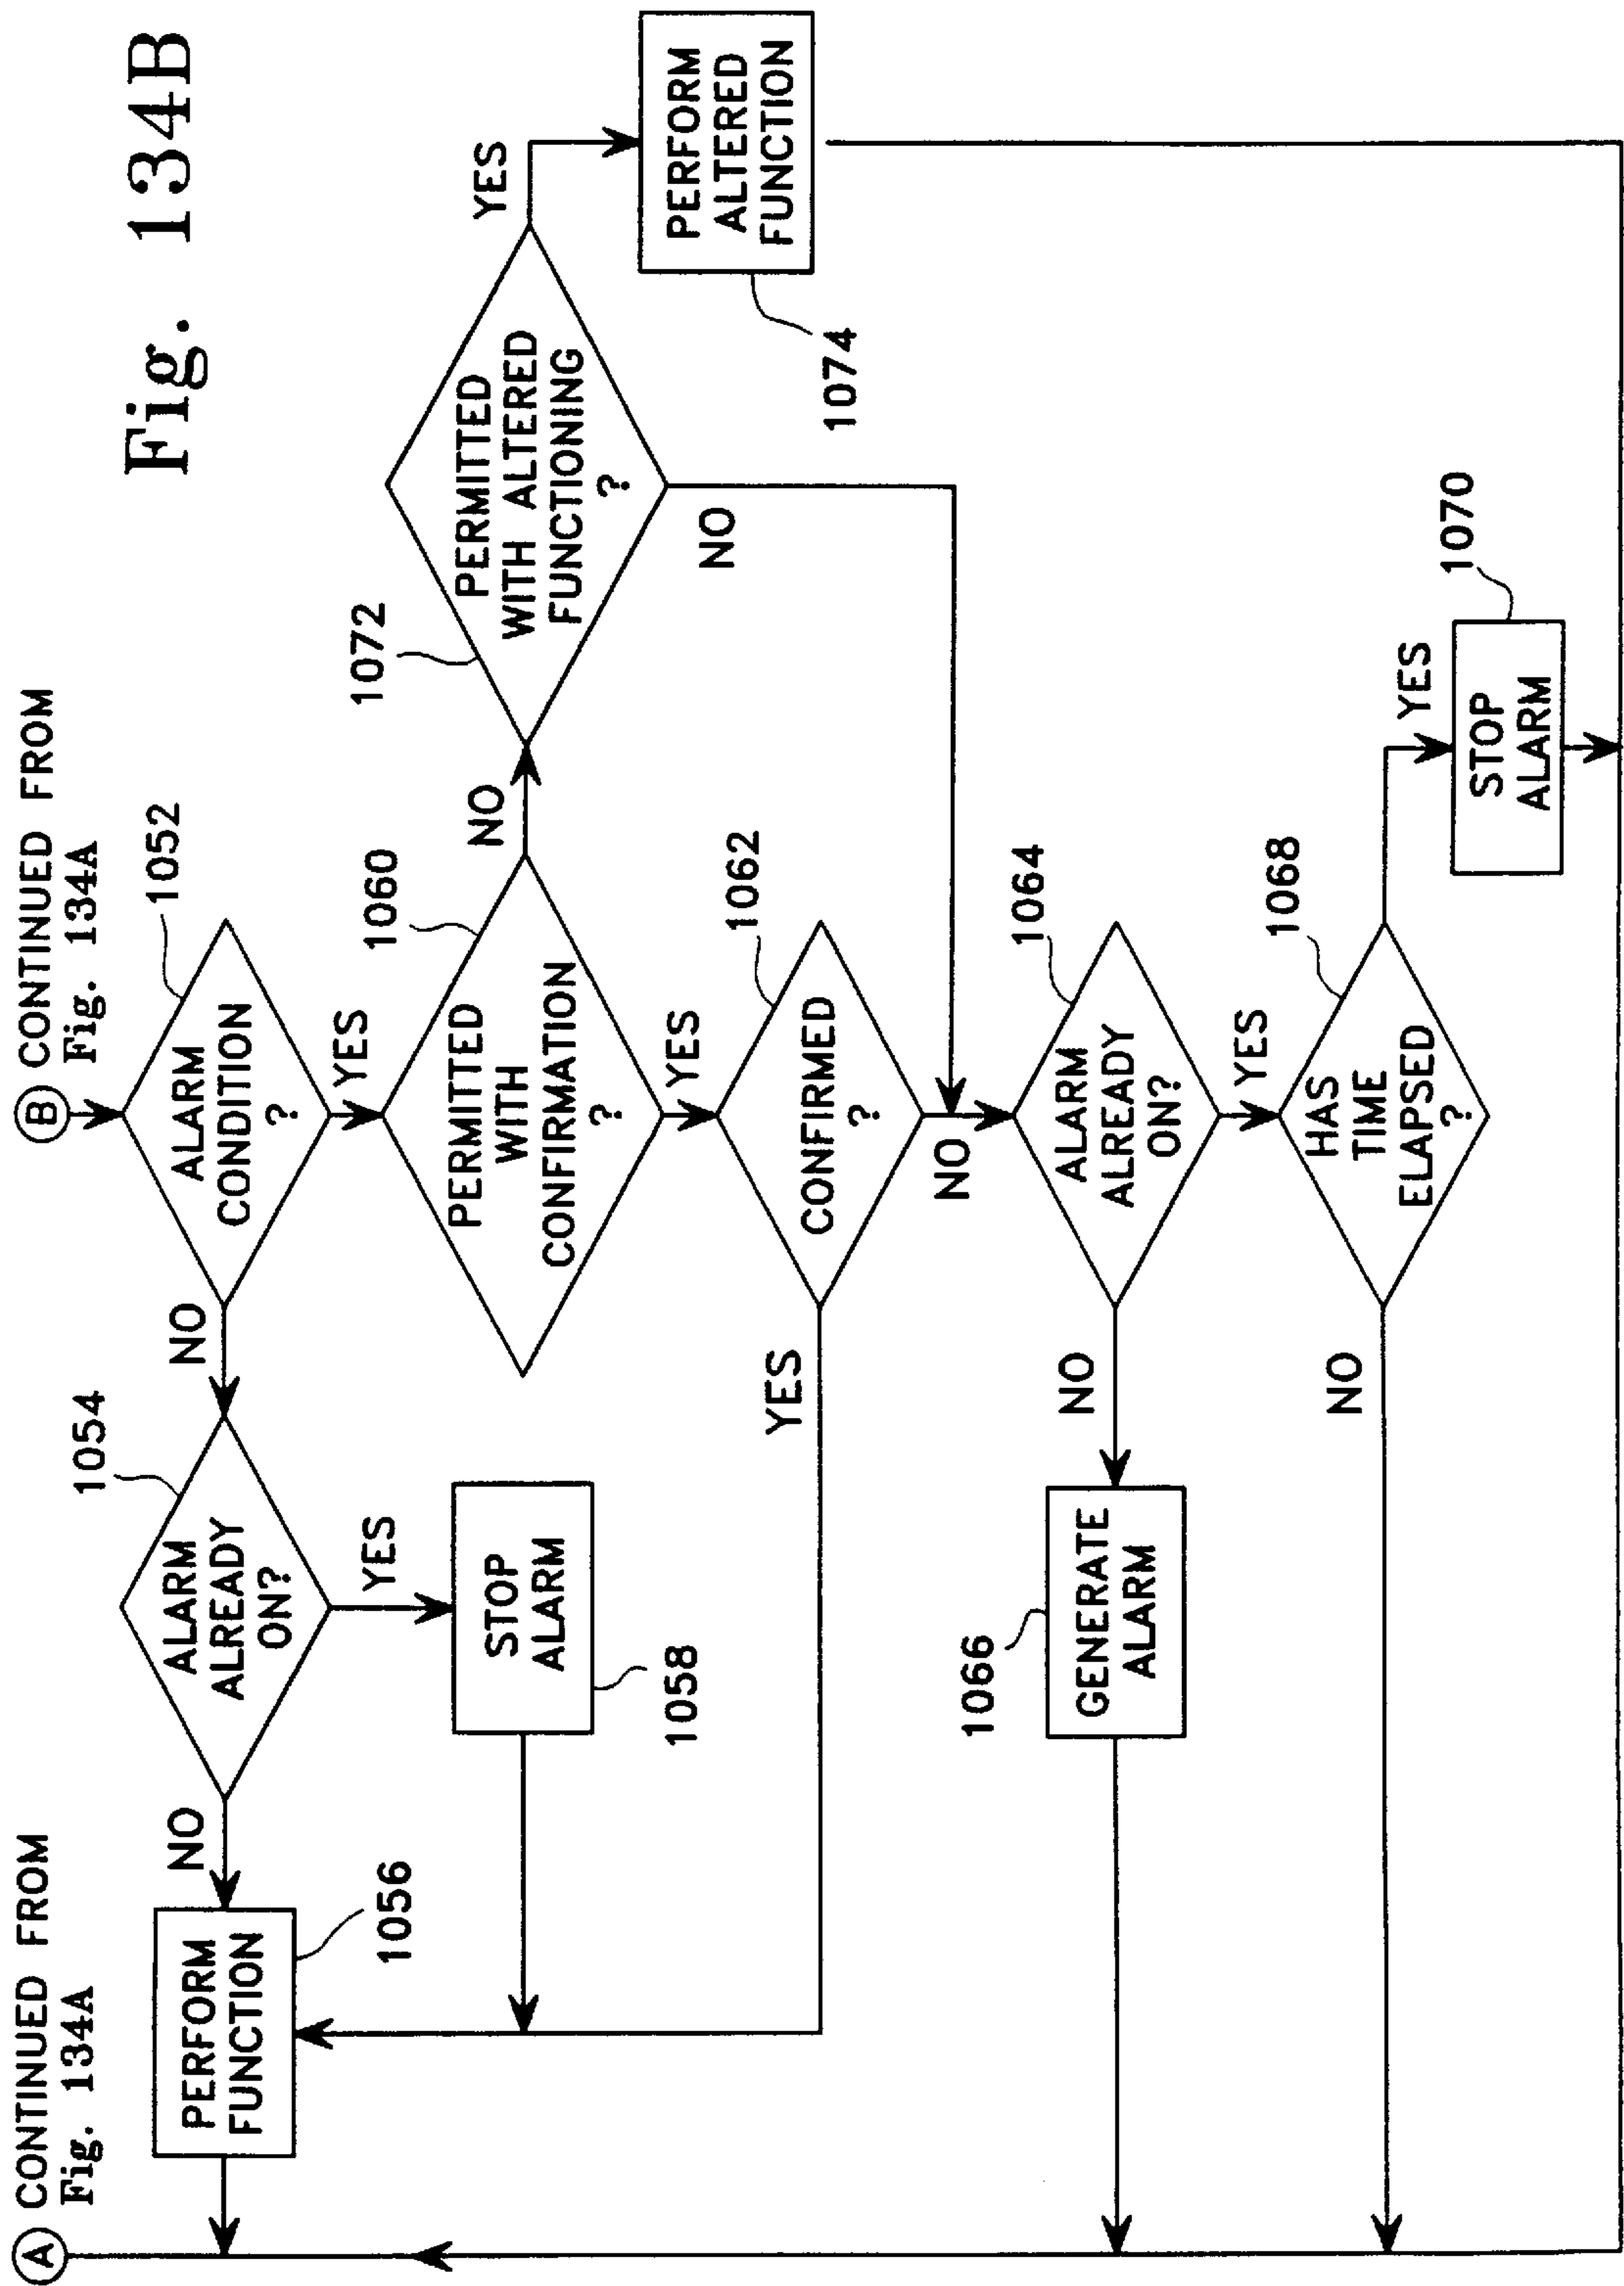 Fig. 134B
A CONTINUED FROM
Fig. 134A
B CONTINUED FROM
Fig. 134A
1052
ALARM
CONDITION
?
NO
YES
1054
ALARM
ALREADY
ON?
NO
YES
PERFORM
FUNCTION
1056
STOP
ALARM
1058
1060
PERMITTED
WITH
CONFIRMATION
?
NO
YES
1072
PERMITTED
WITH ALTERED
FUNCTIONING
?
YES
NO
PERFORM
ALTERED
FUNCTION
1074
1062
CONFIRMED
?
YES
NO
1064
ALARM
ALREADY
ON?
NO
YES
1066
GENERATE
ALARM
1068
HAS
TIME
ELAPSED
?
NO
YES
1070
STOP
ALARM